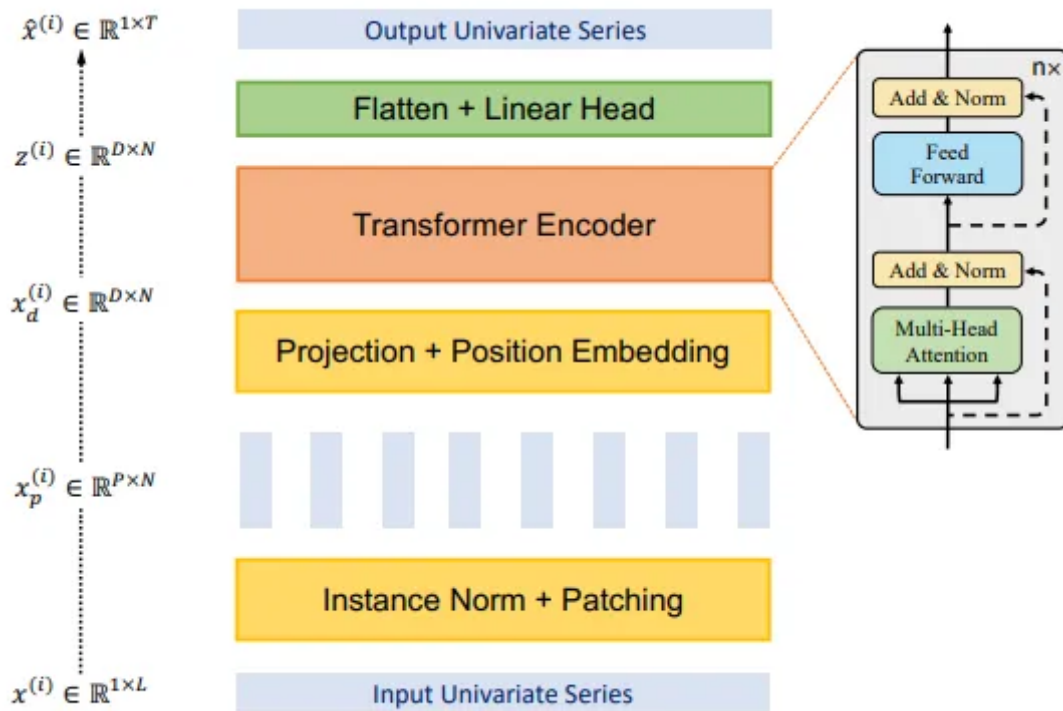 x̂^{(i)} ∈ ℝ^{1×T}
Output Univariate Series
Flatten + Linear Head
z^{(i)} ∈ ℝ^{D×N}
Transformer Encoder
x_d^{(i)} ∈ ℝ^{D×N}
Projection + Position Embedding
x_p^{(i)} ∈ ℝ^{P×N}
Instance Norm + Patching
x^{(i)} ∈ ℝ^{1×L}
Input Univariate Series
n×
Add & Norm
Feed
Forward
Add & Norm
Multi-Head
Attention